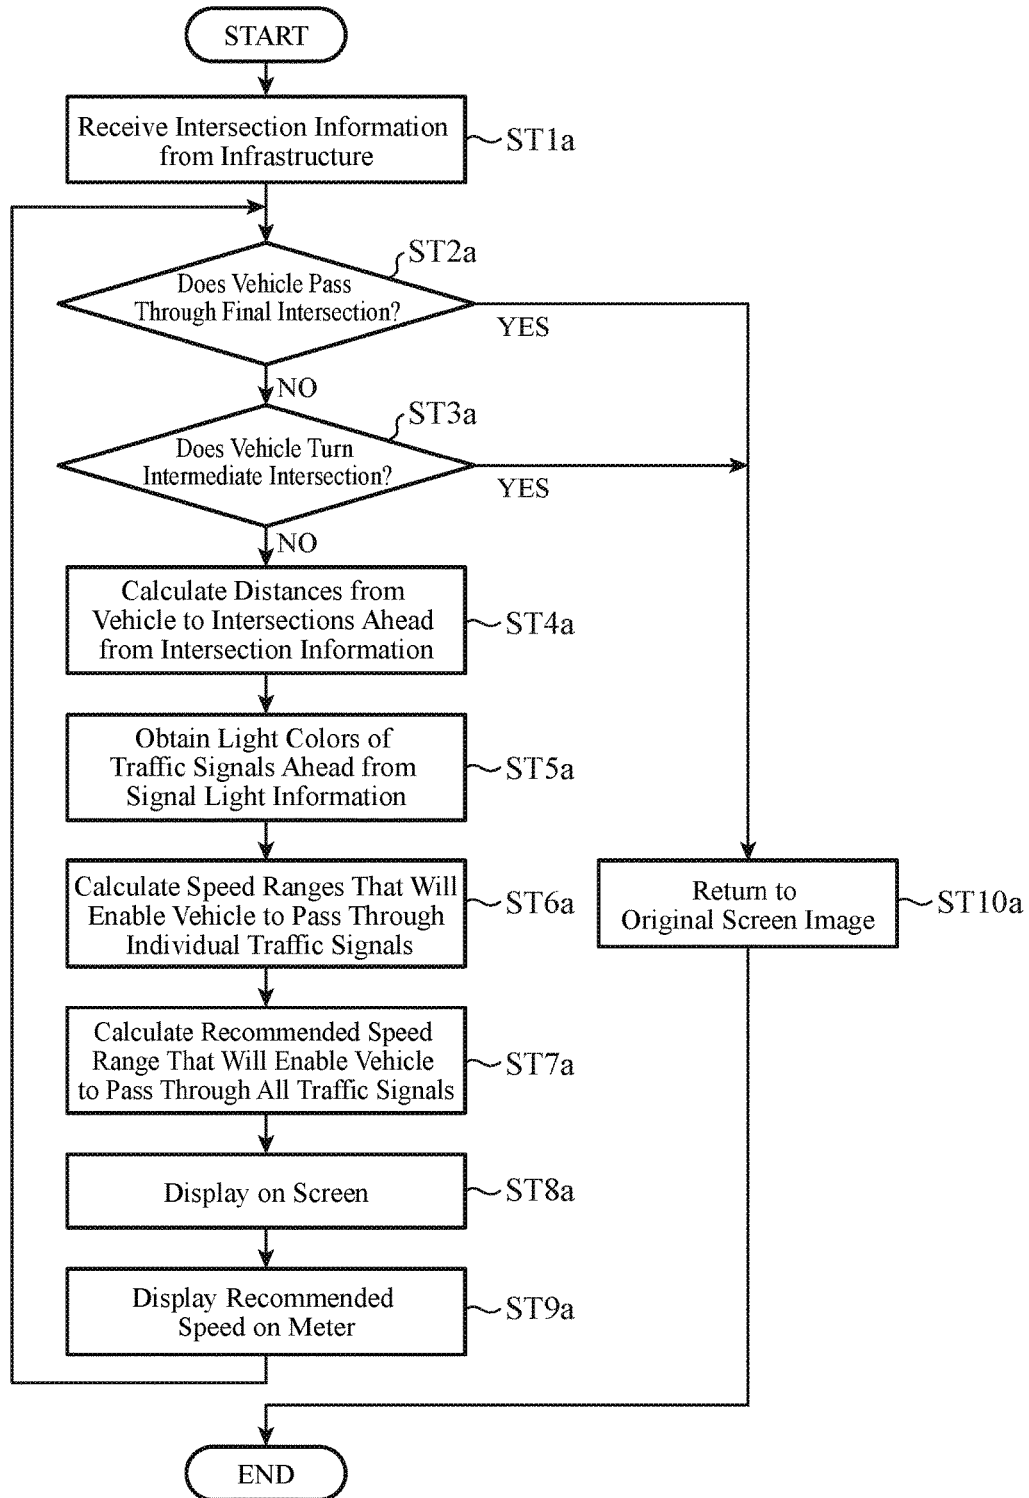 START
Receive Intersection Information
from Infrastructure
ST1a
ST2a
Does Vehicle Pass
Through Final Intersection?
YES
NO
ST3a
Does Vehicle Turn
Intermediate Intersection?
YES
NO
Calculate Distances from
Vehicle to Intersections Ahead
from Intersection Information
ST4a
Obtain Light Colors of
Traffic Signals Ahead from
Signal Light Information
ST5a
Calculate Speed Ranges That Will
Enable Vehicle to Pass Through
Individual Traffic Signals
ST6a
Return to
Original Screen Image
ST10a
Calculate Recommended Speed
Range That Will Enable Vehicle
to Pass Through All Traffic Signals
ST7a
Display on Screen
ST8a
Display Recommended
Speed on Meter
ST9a
END